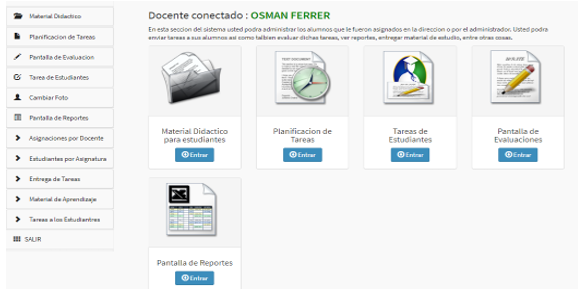 Material Didactico
Planificacion de Tareas
Pantalla de Evaluacion
Tarea de Estudiantes
Cambiar Foto
Pantalla de Reportes
Asignaciones por Docente
Estudiantes por Asignatura
Entrega de Tareas
Material de Aprendizaje
Tareas a los Estudiantres
SALIR
Docente conectado : OSMAN FERRER
En esta seccion del sistema usted podra administrar los alumnos que le fueron asignados en la direccion o por el administrador. Usted podra
enviar tareas a sus alumnos asi como taibien evaluar dichas tareas, ver reportes, entregar material de estudio, entre otras cosas.
Material Didactico
para estudiantes
Entrar
TEXT DOCUMENT
Planificacion de
Tareas
Entrar
Tareas de
Estudiantes
Entrar
Pantalla de
Evaluaciones
Entrar
Pantalla de Reportes
Entrar